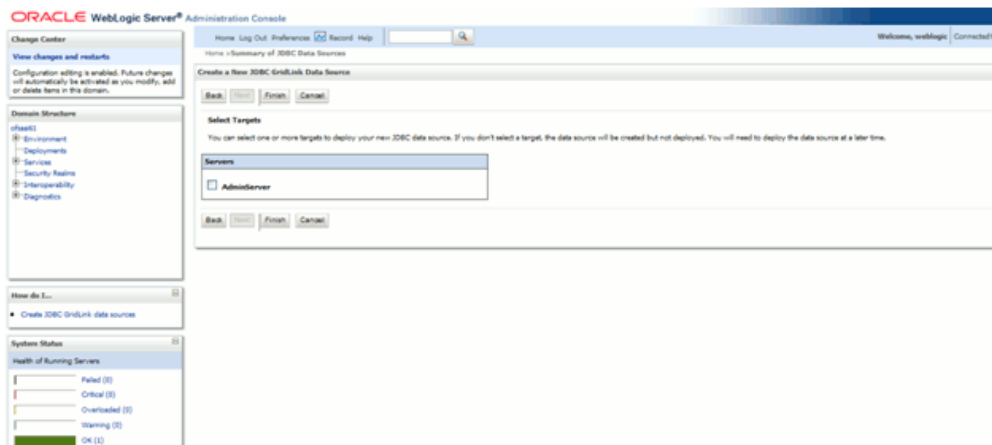 ORACLE WebLogic Server® Administration Console
Change Center
View changes and restarts
Configuration editing is enabled. Future changes
will automatically be activated as you modify, add
or delete items in this domain.
Domain Structure
ofsaa61
Environment
Deployments
Services
Security Realms
Interoperability
Diagnostics
How do I...
Create JDBC GridLink data sources
System Status
Health of Running Servers
Failed (0)
Critical (0)
Overloaded (0)
Warning (0)
OK (1)
Home Log Out Preferences Record Help
Welcome, weblogic Connected
Home >Summary of JDBC Data Sources
Create a New JDBC GridLink Data Source
Back Next Finish Cancel
Select Targets
You can select one or more targets to deploy your new JDBC data source. If you don't select a target, the data source will be created but not deployed. You will need to deploy the data source at a later time.
Servers
AdminServer
Back Next Finish Cancel